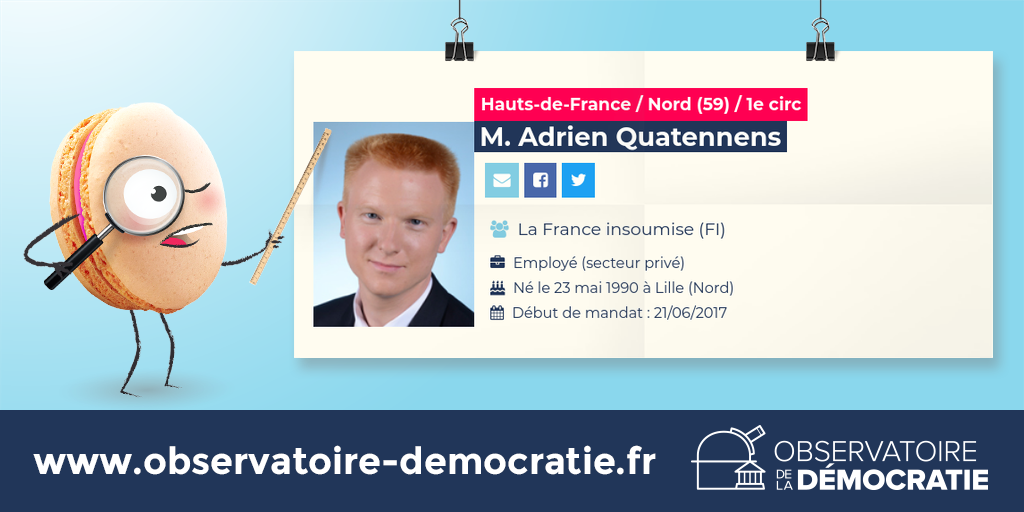 Hauts-de-France / Nord (59) / 1e circ
M. Adrien Quatennens
La France insoumise (FI)
Employé (secteur privé)
Né le 23 mai 1990 à Lille (Nord)
Début de mandat : 21/06/2017
www.observatoire-democratie.fr
OBSERVATOIRE
DE LA DÉMOCRATIE